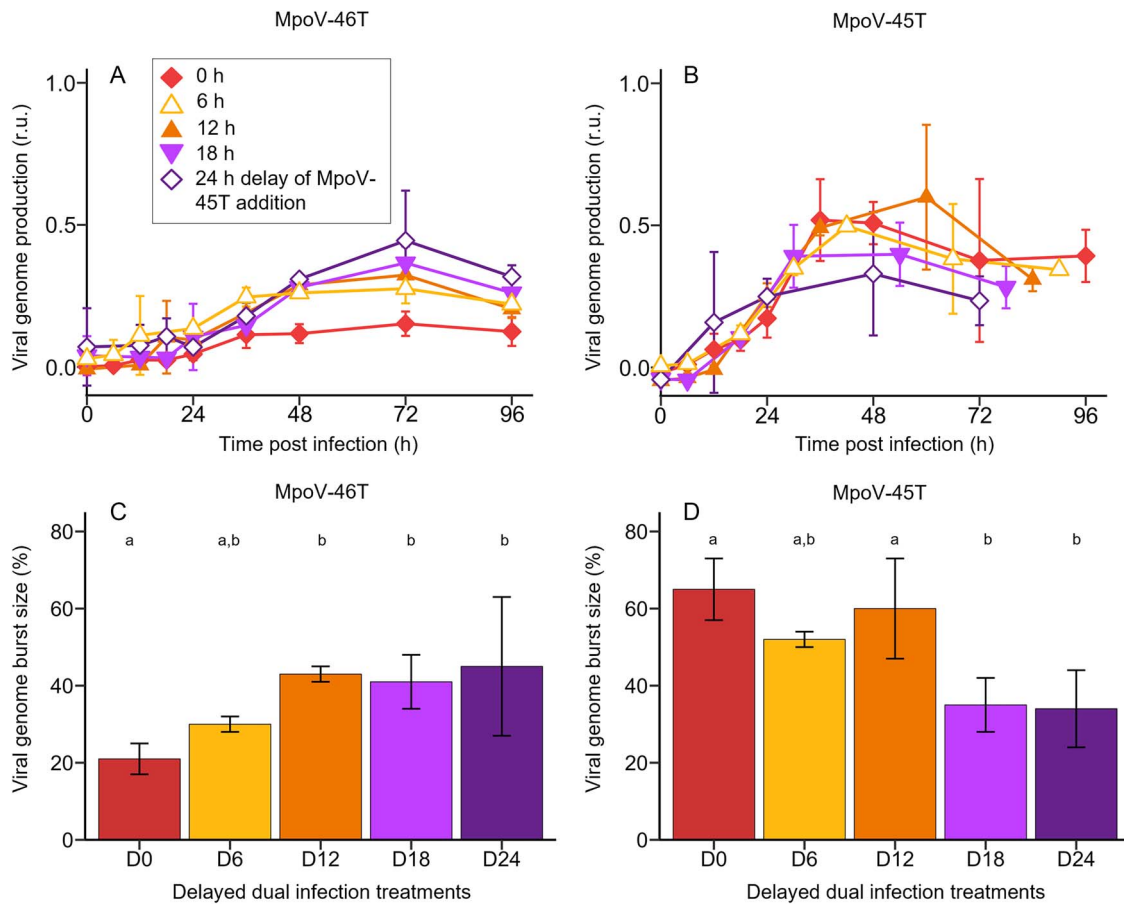 MpoV-46T
MpoV-45T
A
0 h
6 h
12 h
18 h
24 h delay of MpoV-
45T addition
Viral genome production (r.u.)
1.0
0.5
0.0
0
24
48
72
96
Time post infection (h)
B
Viral genome production (r.u.)
1.0
0.5
0.0
0
24
48
72
96
Time post infection (h)
MpoV-46T
C
Viral genome burst size (%)
80
60
40
20
0
a
a,b
b
b
b
D0
D6
D12
D18
D24
Delayed dual infection treatments
MpoV-45T
D
Viral genome burst size (%)
80
60
40
20
0
a
a,b
a
b
b
D0
D6
D12
D18
D24
Delayed dual infection treatments